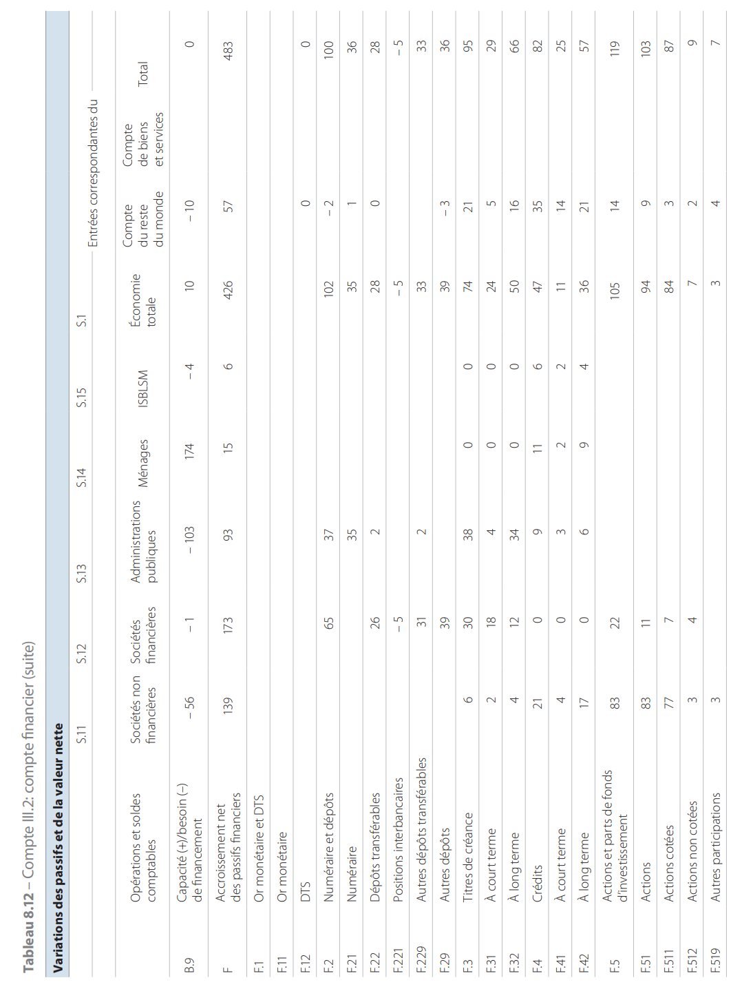 Tableau 8.12 – Compte III.2: compte financier (suite)
Variations des passifs et de la valeur nette
S.11 S.12 S.13 S.14 S.15 S.1 Entrées correspondantes du
Opérations et soldes comptables Sociétés non financières Sociétés financières Administrations publiques Ménages ISBLSM Économie totale Compte du reste du monde Compte de biens et services Total
B.9 Capacité (+)/besoin (–) de financement – 56 – 1 – 103 174 – 4 10 – 10 0
F Accroissement net des passifs financiers 139 173 93 15 6 426 57 483
F.1 Or monétaire et DTS
F.11 Or monétaire
F.12 DTS 0 0
F.2 Numéraire et dépôts 65 37 102 – 2 100
F.21 Numéraire 35 35 1 36
F.22 Dépôts transférables 26 2 28 0 28
F.221 Positions interbancaires – 5 – 5 – 5
F.229 Autres dépôts transférables 31 2 33 33
F.29 Autres dépôts 39 39 – 3 36
F.3 Titres de créance 6 30 38 0 0 74 21 95
F.31 À court terme 2 18 4 0 0 24 5 29
F.32 À long terme 4 12 34 0 0 50 16 66
F.4 Crédits 21 0 9 11 6 47 35 82
F.41 À court terme 4 0 3 2 2 11 14 25
F.42 À long terme 17 0 6 9 4 36 21 57
F.5 Actions et parts de fonds d'investissement 83 22 105 14 119
F.51 Actions 83 11 94 9 103
F.511 Actions cotées 77 7 84 3 87
F.512 Actions non cotées 3 4 7 2 9
F.519 Autres participations 3 3 4 7